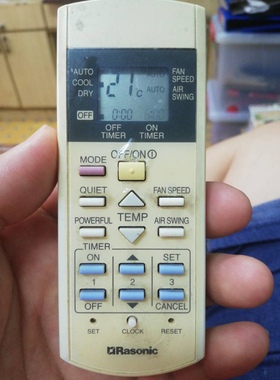 AUTO 21°C AUTO FAN SPEED
COOL AUTO AIR SWING
DRY
OFF 0:00
OFF TIMER ON TIMER
MODE OFF/ON
QUIET FAN SPEED
POWERFUL TEMP AIR SWING
TIMER
ON SET
1 2 3
OFF CANCEL
SET CLOCK RESET
Rasonic